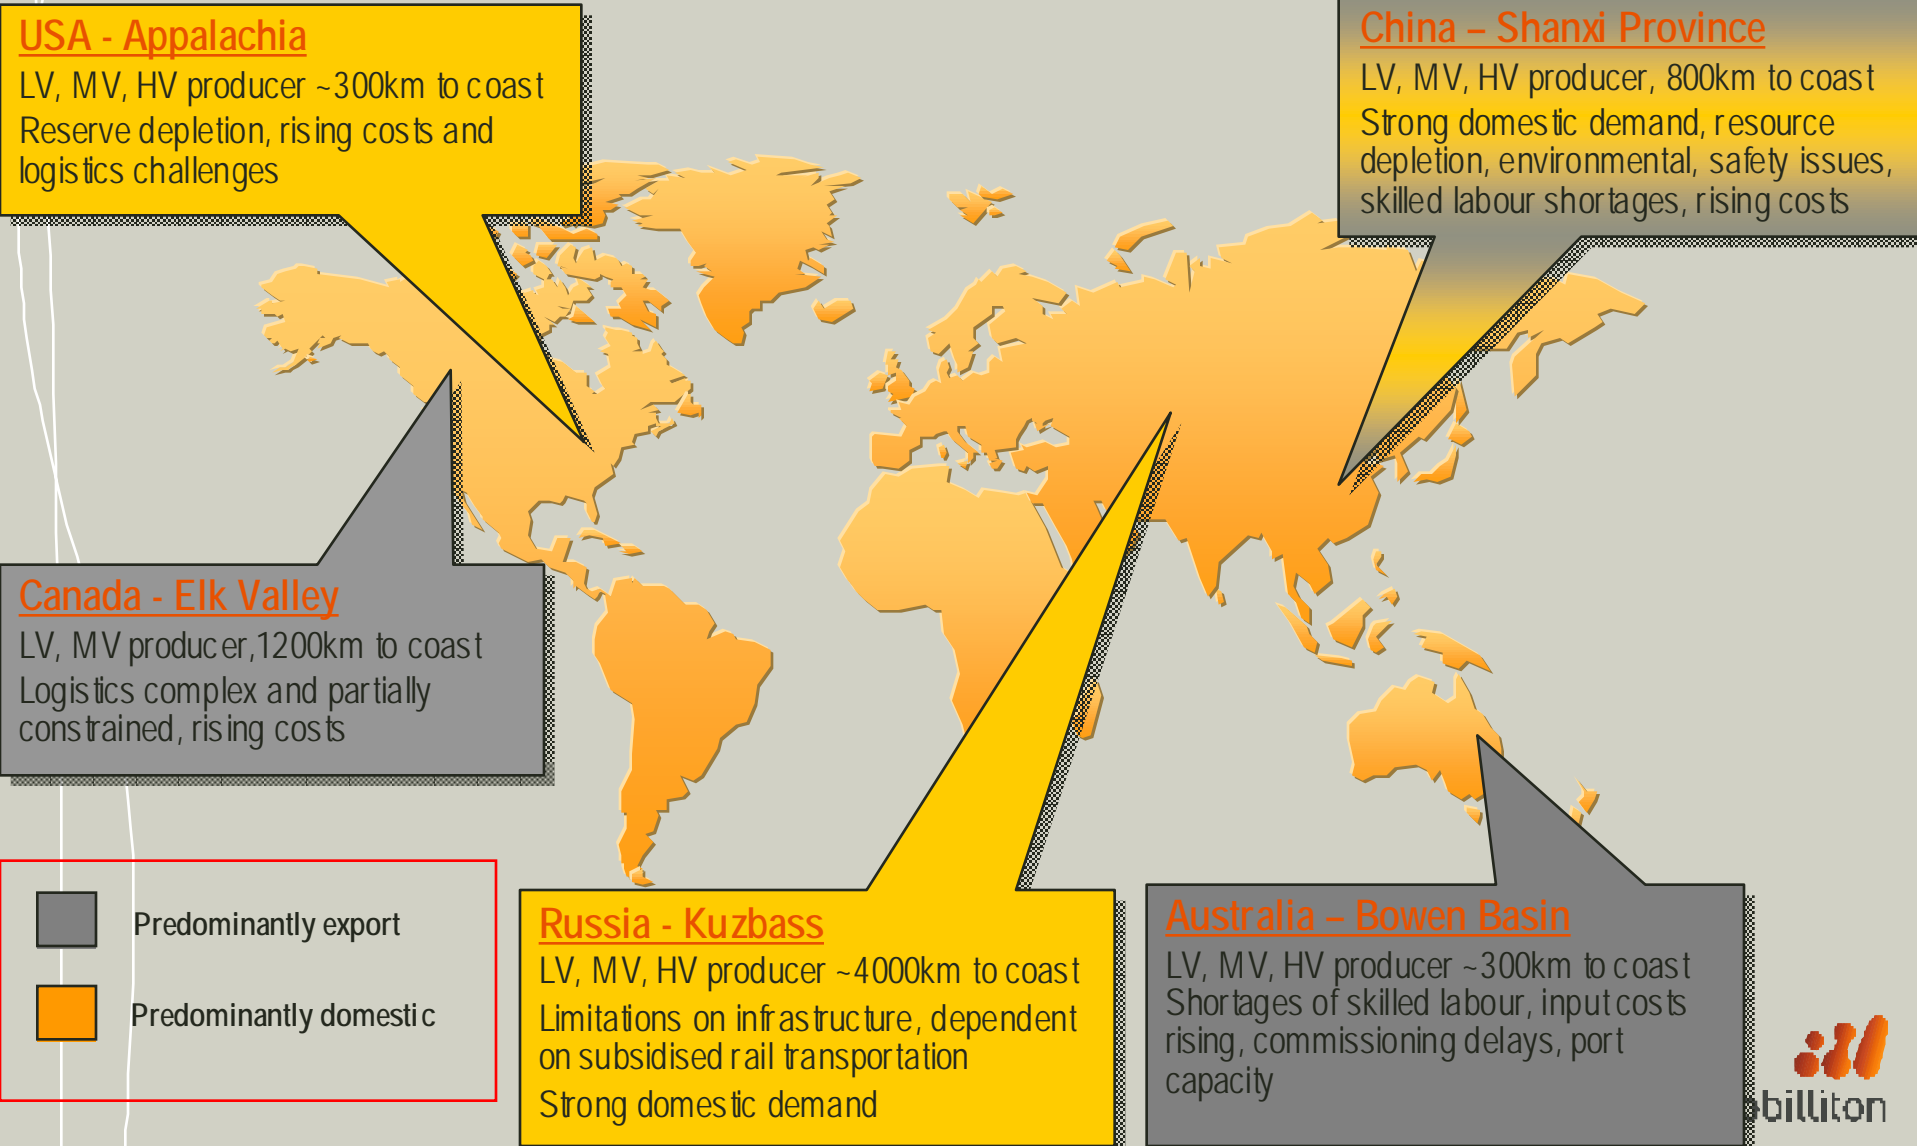 USA - Appalachia
LV, MV, HV producer ~300km to coast
Reserve depletion, rising costs and
logistics challenges
China – Shanxi Province
LV, MV, HV producer, 800km to coast
Strong domestic demand, resource
depletion, environmental, safety issues,
skilled labour shortages, rising costs
Canada - Elk Valley
LV, MV producer,1200km to coast
Logistics complex and partially
constrained, rising costs
Predominantly export
Predominantly domestic
Russia - Kuzbass
LV, MV, HV producer ~4000km to coast
Limitations on infrastructure, dependent
on subsidised rail transportation
Strong domestic demand
Australia – Bowen Basin
LV, MV, HV producer ~300km to coast
Shortages of skilled labour, input costs
rising, commissioning delays, port
capacity
billiton